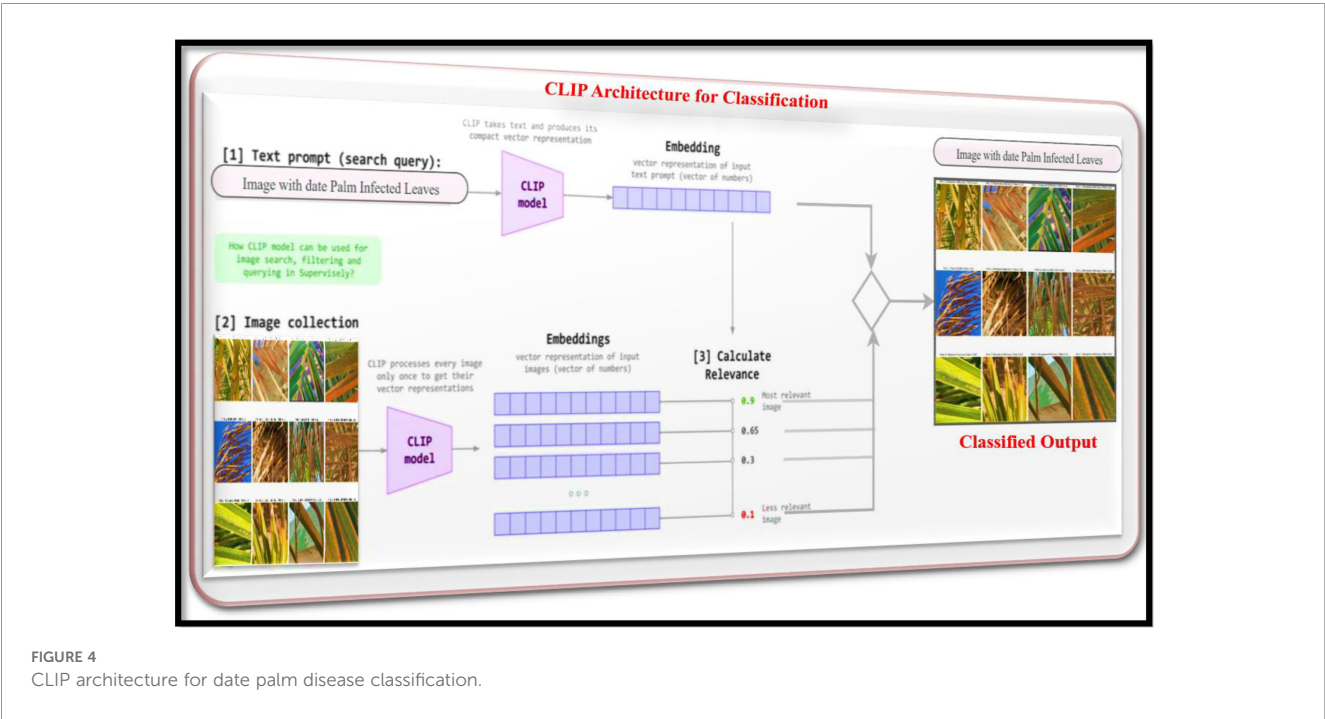 CLIP Architecture for Classification
CLIP takes text and produces its
compact vector representation
[1] Text prompt (search query):
Image with date Palm Infected Leaves
CLIP
model
Embedding
vector representation of input
text prompt (vector of numbers)
Image with date Palm Infected Leaves
How CLIP model can be used for
image search, filtering and
querying in Supervisely?
[2] Image collection
CLIP processes every image
only once to get their
vector representations
CLIP
model
Embeddings
vector representation of input
images (vector of numbers)
[3] Calculate
Relevance
0.9 Most relevant
image
0.65
0.3
0.1 Less relevant
image
Classified Output
FIGURE 4
CLIP architecture for date palm disease classification.